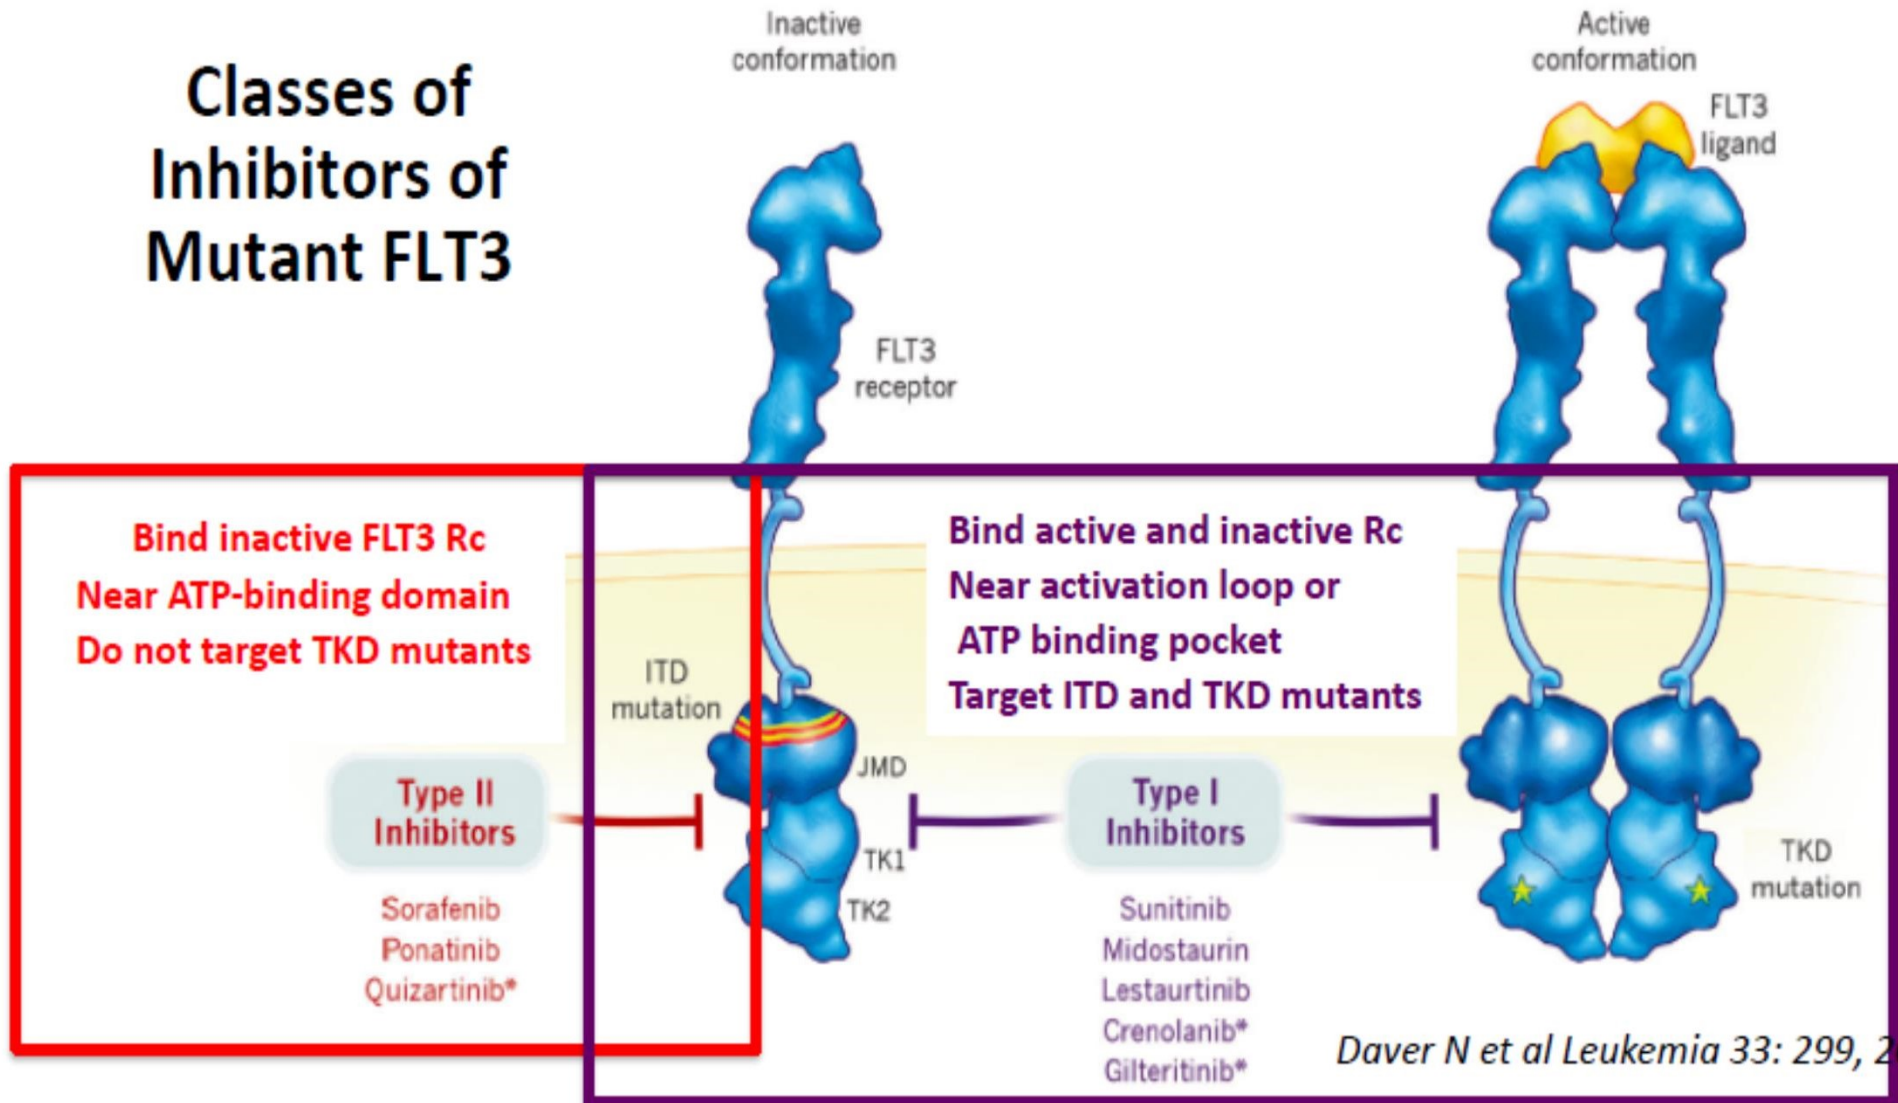 Classes of
Inhibitors of
Mutant FLT3
Inactive
conformation
Active
conformation
FLT3
ligand
FLT3
receptor
Bind inactive FLT3 Rc
Near ATP-binding domain
Do not target TKD mutants
Bind active and inactive Rc
Near activation loop or
ATP binding pocket
Target ITD and TKD mutants
ITD
mutation
JMD
TK1
TK2
Type II
Inhibitors
Sorafenib
Ponatinib
Quizartinib*
Type I
Inhibitors
Sunitinib
Midostaurin
Lestaurtinib
Crenolanib*
Gilteritinib*
TKD
mutation
Daver N et al Leukemia 33: 299, 2